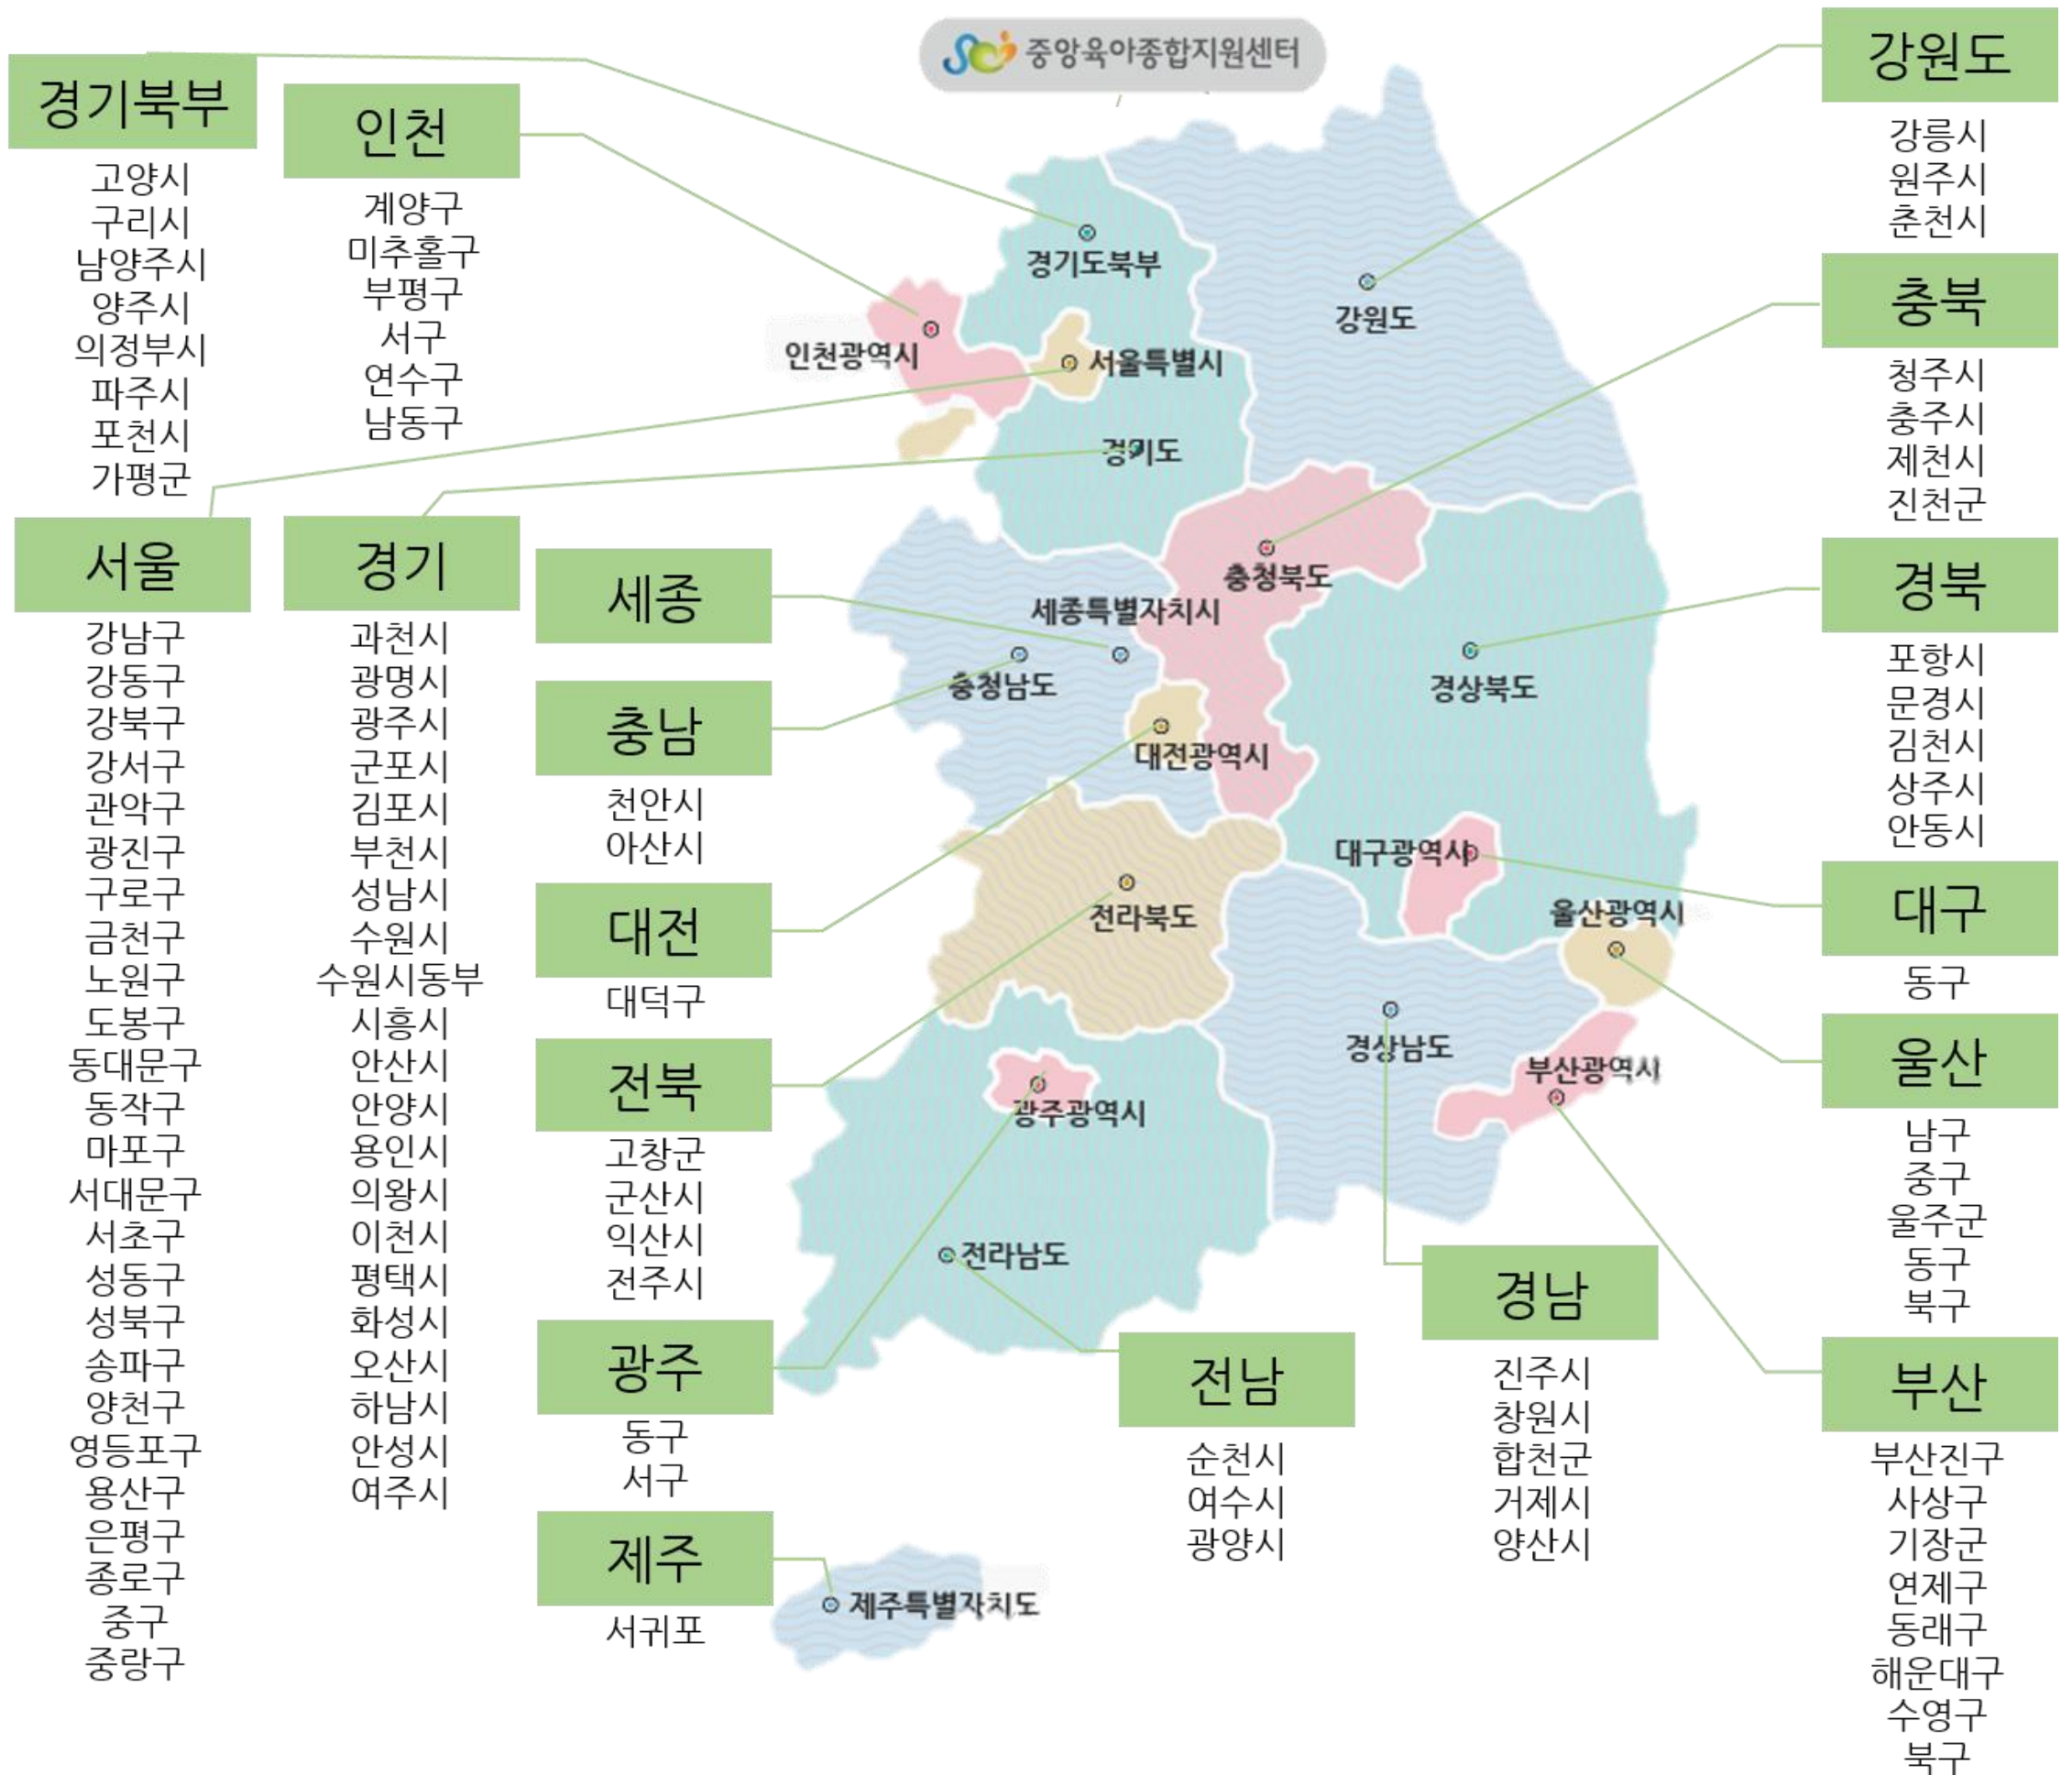 중앙육아종합지원센터
경기북부
고양시
구리시
남양주시
양주시
의정부시
파주시
포천시
가평군
인천
계양구
미추홀구
부평구
서구
연수구
남동구
서울
강남구
강동구
강북구
강서구
관악구
광진구
구로구
금천구
노원구
도봉구
동대문구
동작구
마포구
서대문구
서초구
성동구
성북구
송파구
양천구
영등포구
용산구
은평구
종로구
중구
중랑구
경기
과천시
광명시
광주시
군포시
김포시
부천시
성남시
수원시
수원시동부
시흥시
안산시
안양시
용인시
의왕시
이천시
평택시
화성시
오산시
하남시
안성시
여주시
세종
충남
천안시
아산시
대전
대덕구
전북
고창군
군산시
익산시
전주시
광주
동구
서구
제주
서귀포
경기도북부
강원도
인천광역시
서울특별시
경기도
충청북도
세종특별자치시
충청남도
경상북도
대전광역시
대구광역시
전라북도
울산광역시
경상남도
부산광역시
광주광역시
전라남도
제주특별자치도
전남
순천시
여수시
광양시
경남
진주시
창원시
합천군
거제시
양산시
강원도
강릉시
원주시
춘천시
충북
청주시
충주시
제천시
진천군
경북
포항시
문경시
김천시
상주시
안동시
대구
동구
울산
남구
중구
울주군
동구
북구
부산
부산진구
사상구
기장군
연제구
동래구
해운대구
수영구
북구